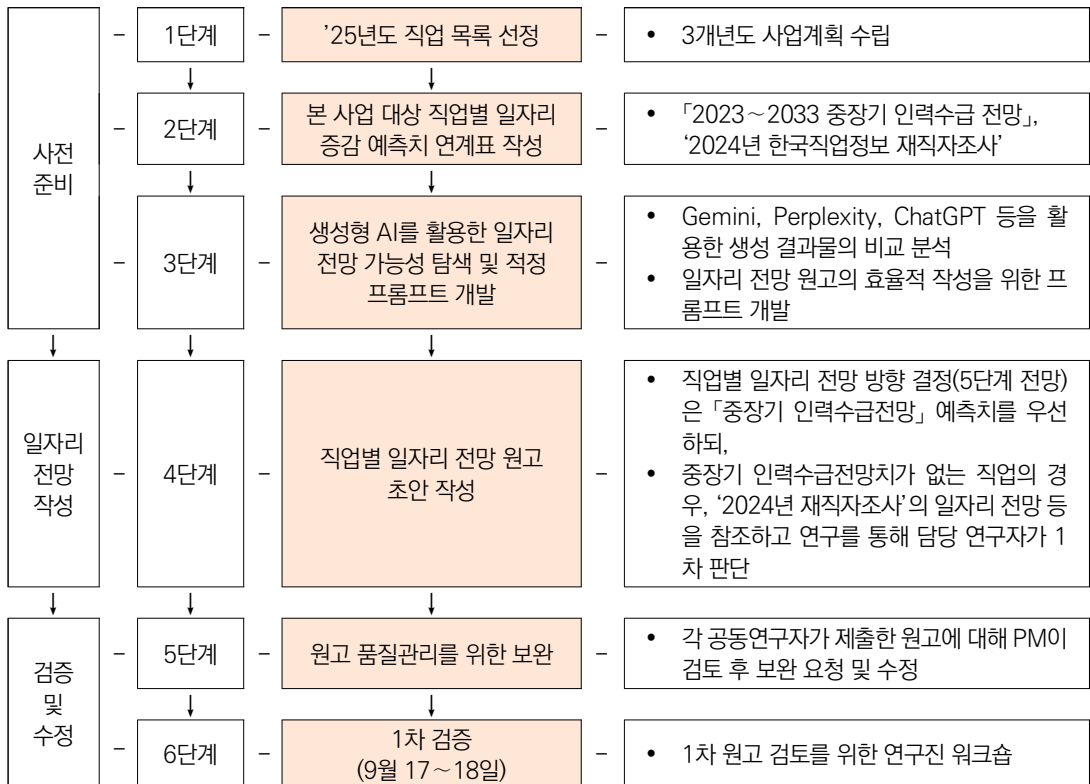 사전
준비
– 1단계 – ’25년도 직업 목록 선정 – • 3개년도 사업계획 수립
– 2단계 – 본 사업 대상 직업별 일자리
증감 예측치 연계표 작성 – • 「2023~2033 중장기 인력수급 전망」,
‘2024년 한국직업정보 재직자조사’
– 3단계 – 생성형 AI를 활용한 일자리
전망 가능성 탐색 및 적정
프롬프트 개발 – • Gemini, Perplexity, ChatGPT 등을 활
용한 생성 결과물의 비교 분석
• 일자리 전망 원고의 효율적 작성을 위한 프
롬프트 개발
일자리
전망
작성
– 4단계 – 직업별 일자리 전망 원고
초안 작성 – • 직업별 일자리 전망 방향 결정(5단계 전망)
은 「중장기 인력수급전망」 예측치를 우선
하되,
• 중장기 인력수급전망치가 없는 직업의 경
우, ‘2024년 재직자조사’의 일자리 전망 등
을 참조하고 연구를 통해 담당 연구자가 1
차 판단
검증
및
수정
– 5단계 – 원고 품질관리를 위한 보완 – • 각 공동연구자가 제출한 원고에 대해 PM이
검토 후 보완 요청 및 수정
– 6단계 – 1차 검증
(9월 17~18일) – • 1차 원고 검토를 위한 연구진 워크숍